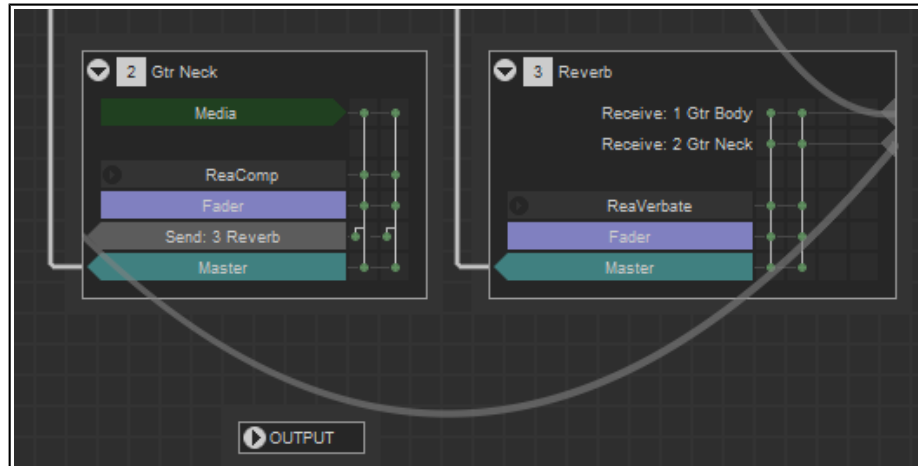 2 Gtr Neck
Media
ReaComp
Fader
Send: 3 Reverb
Master
3 Reverb
Receive: 1 Gtr Body
Receive: 2 Gtr Neck
ReaVerbate
Fader
Master
OUTPUT